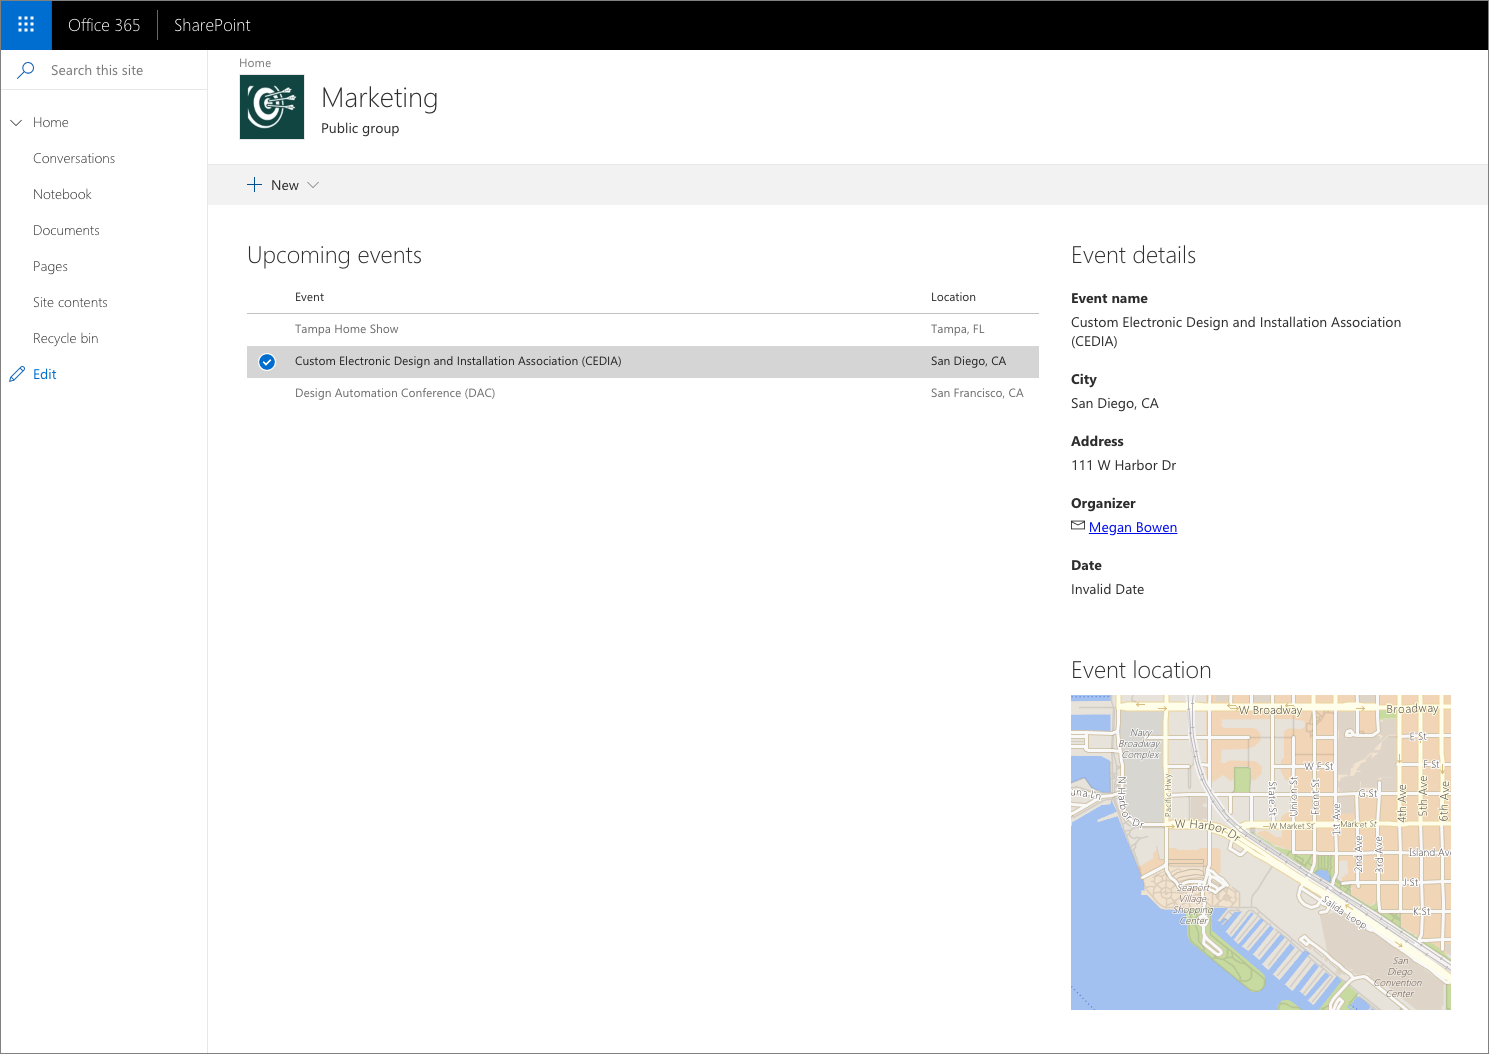 Office 365
SharePoint
Search this site
Home
Conversations
Notebook
Documents
Pages
Site contents
Recycle bin
Edit
Home
Marketing
Public group
New
Upcoming events
Event Location
Tampa Home Show Tampa, FL
Custom Electronic Design and Installation Association (CEDIA) San Diego, CA
Design Automation Conference (DAC) San Francisco, CA
Event details
Event name
Custom Electronic Design and Installation Association
(CEDIA)
City
San Diego, CA
Address
111 W Harbor Dr
Organizer
Megan Bowen
Date
Invalid Date
Event location
W Broadway
Broadway
Navy
Broadway
Complex
E St
W F St
F St
G St
N Harbor Dr
Pacific Hwy
State St
Union St
Front St
1st Ave
4th Ave
5th Ave
6th Ave
W Harbor Dr
W Market St
Market St
2nd Ave
3rd Ave
Island Av
J St
K St
Seaport
Village
Shopping
Center
Salida Loop
San
Diego
Convention
Center